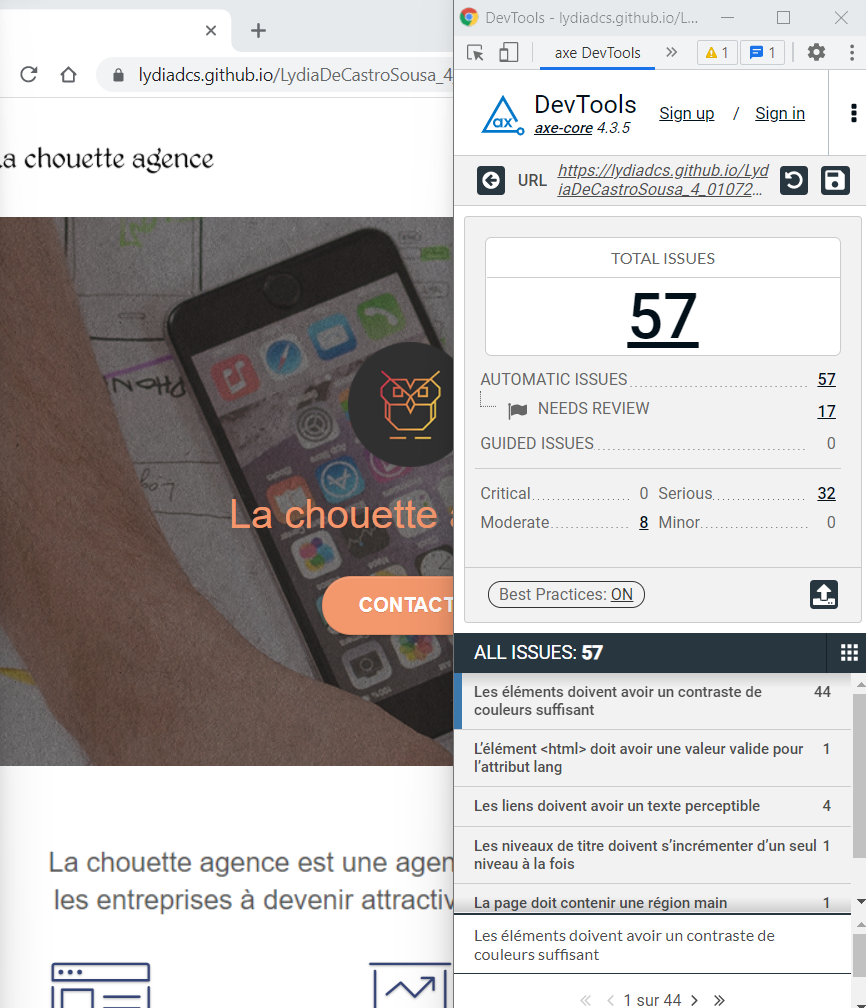 DevTools - lydiadcs.github.io/L...
lydiadcs.github.io/LydiaDeCastroSousa_4
axe DevTools
1
1
ax
DevTools
axe-core 4.3.5
Sign up / Sign in
URL
https://lydiadcs.github.io/Lyd
iaDeCastroSousa_4_01072...
a chouette agence
TOTAL ISSUES
57
AUTOMATIC ISSUES 57
NEEDS REVIEW 17
GUIDED ISSUES 0
Critical 0 Serious 32
Moderate 8 Minor 0
Best Practices: ON
La chouette
CONTACT
ALL ISSUES: 57
Les éléments doivent avoir un contraste de 44
couleurs suffisant
L'élément <html> doit avoir une valeur valide pour 1
l'attribut lang
Les liens doivent avoir un texte perceptible 4
Les niveaux de titre doivent s'incrémenter d'un seul 1
niveau à la fois
La page doit contenir une région main 1
Les éléments doivent avoir un contraste de
couleurs suffisant
1 sur 44
La chouette agence est une agen
les entreprises à devenir attractiv